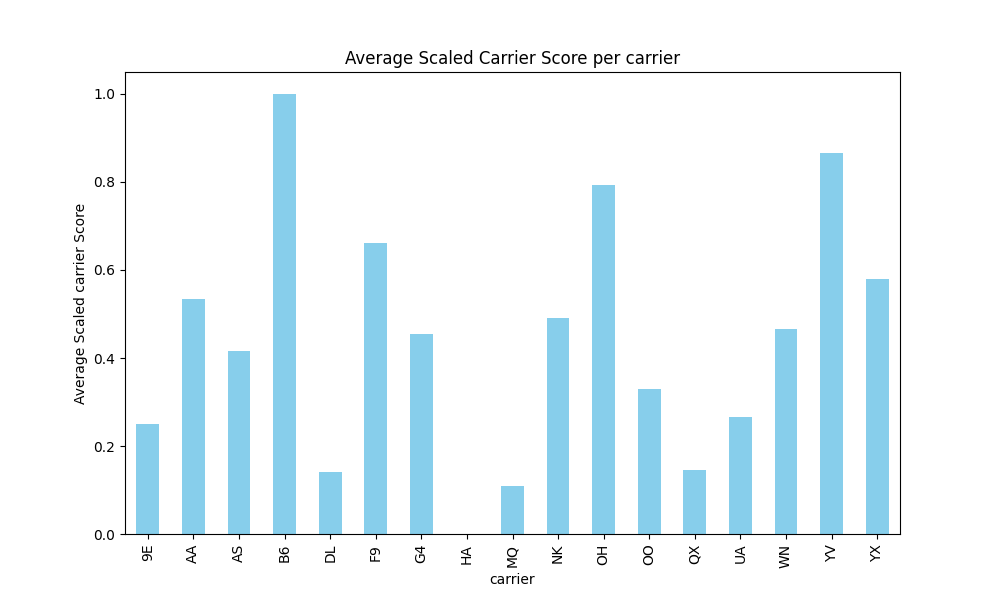 Average Scaled Carrier Score per carrier
Average Scaled carrier Score
1.0
0.8
0.6
0.4
0.2
0.0
9E
AA
AS
B6
DL
F9
G4
HA
MQ
NK
OH
OO
QX
UA
WN
YV
YX
carrier